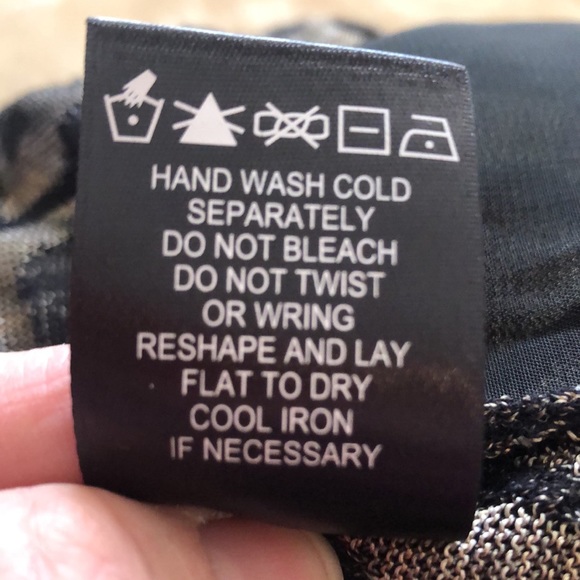 HAND WASH COLD
SEPARATELY
DO NOT BLEACH
DO NOT TWIST
OR WRING
RESHAPE AND LAY
FLAT TO DRY
COOL IRON
IF NECESSARY